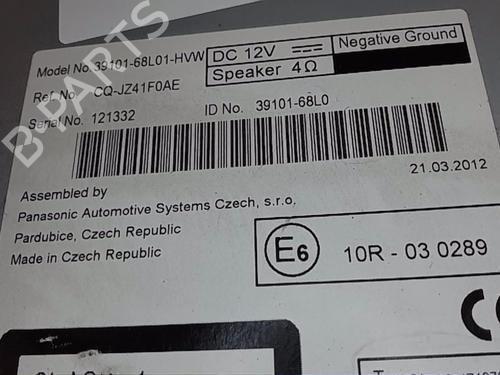 Model No. 39101-68L01-HVW
DC 12V
Negative Ground
Speaker 4Ω
Ref No. CQ-JZ41F0AE
Serial No. 121332
ID No. 39101-68L0
B PARTS
21.03.2012
Assembled by
Panasonic Automotive Systems Czech, s.r.o.
Pardubice, Czech Republic
Made in Czech Republic
E6
10R - 03 0289
CE